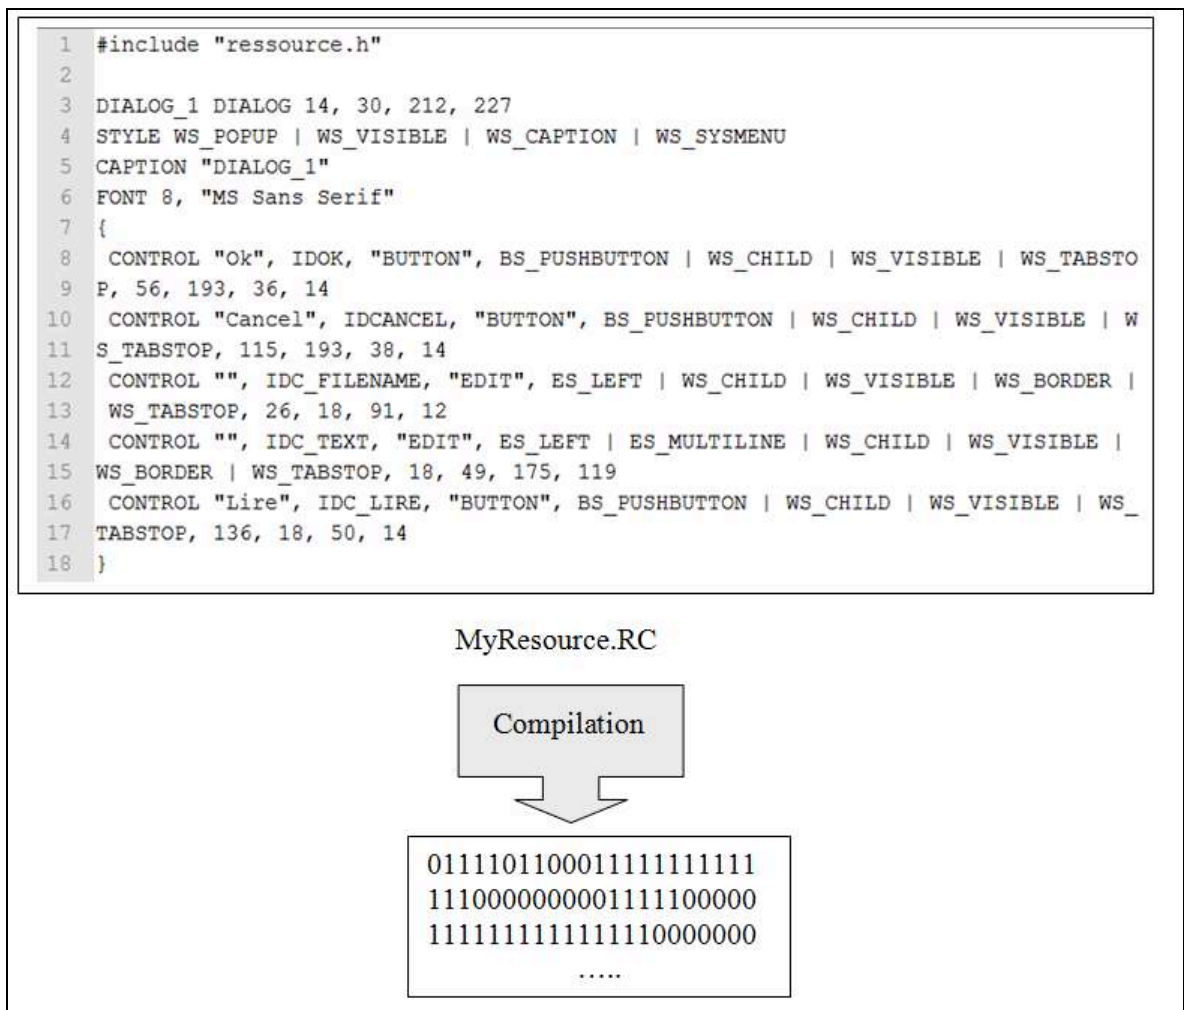 1 #include "ressource.h"
2
3 DIALOG_1 DIALOG 14, 30, 212, 227
4 STYLE WS_POPUP | WS_VISIBLE | WS_CAPTION | WS_SYSMENU
5 CAPTION "DIALOG_1"
6 FONT 8, "MS Sans Serif"
7 {
8 CONTROL "Ok", IDOK, "BUTTON", BS_PUSHBUTTON | WS_CHILD | WS_VISIBLE | WS_TABSTO
9 P, 56, 193, 36, 14
10 CONTROL "Cancel", IDCANCEL, "BUTTON", BS_PUSHBUTTON | WS_CHILD | WS_VISIBLE | W
11 S_TABSTOP, 115, 193, 38, 14
12 CONTROL "", IDC_FILENAME, "EDIT", ES_LEFT | WS_CHILD | WS_VISIBLE | WS_BORDER |
13 WS_TABSTOP, 26, 18, 91, 12
14 CONTROL "", IDC_TEXT, "EDIT", ES_LEFT | ES_MULTILINE | WS_CHILD | WS_VISIBLE |
15 WS_BORDER | WS_TABSTOP, 18, 49, 175, 119
16 CONTROL "Lire", IDC_LIRE, "BUTTON", BS_PUSHBUTTON | WS_CHILD | WS_VISIBLE | WS_
17 TABSTOP, 136, 18, 50, 14
18 }
MyResource.RC
Compilation
0111101100011111111111
1110000000001111100000
1111111111111110000000
…..